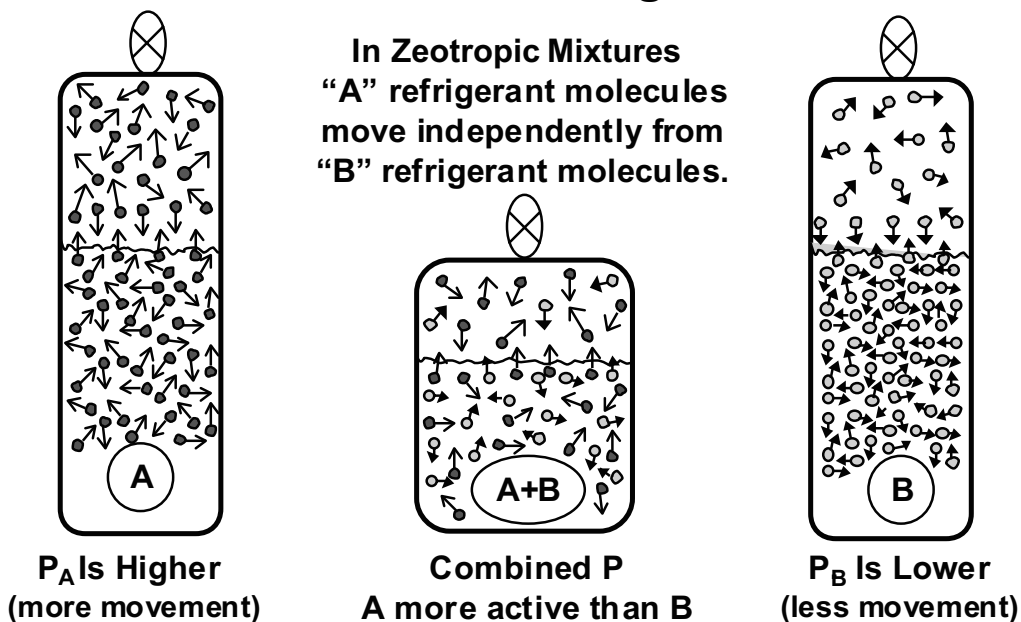 In Zeotropic Mixtures
“A” refrigerant molecules
move independently from
“B” refrigerant molecules.
A
A+B
B
PA Is Higher
(more movement)
Combined P
A more active than B
PB Is Lower
(less movement)